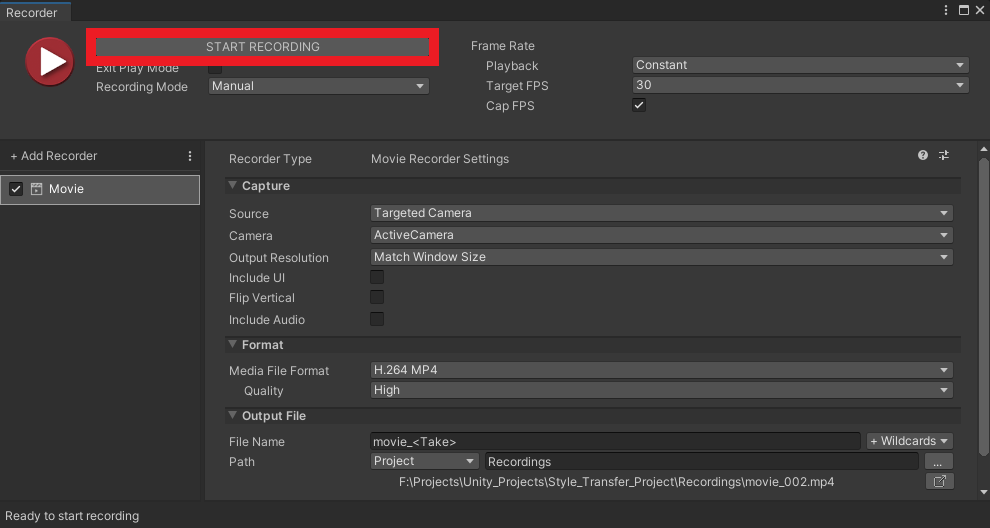 Recorder
START RECORDING
Exit Play Mode
Recording Mode Manual
Frame Rate
Playback Constant
Target FPS 30
Cap FPS
+ Add Recorder
Movie
Recorder Type Movie Recorder Settings
Capture
Source Targeted Camera
Camera ActiveCamera
Output Resolution Match Window Size
Include UI
Flip Vertical
Include Audio
Format
Media File Format H.264 MP4
Quality High
Output File
File Name movie_<Take> + Wildcards
Path Project Recordings ...
F:\Projects\Unity_Projects\Style_Transfer_Project\Recordings\movie_002.mp4
Ready to start recording